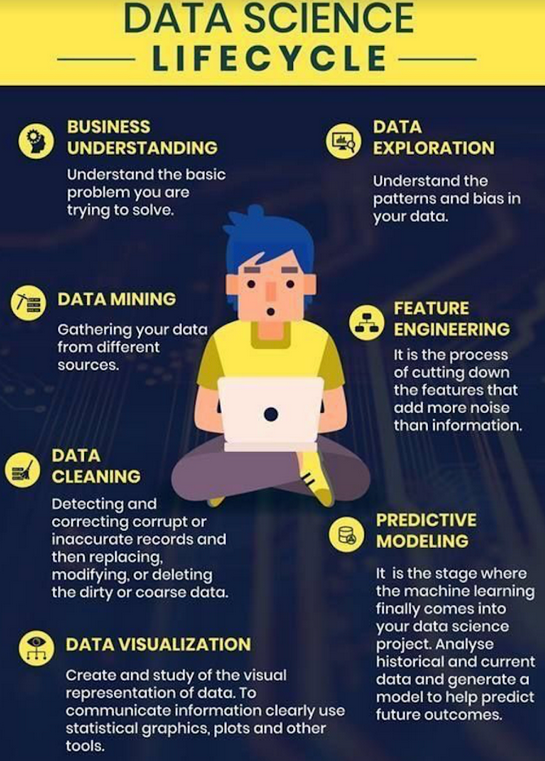 DATA SCIENCE
LIFECYCLE
BUSINESS
UNDERSTANDING
Understand the basic
problem you are
trying to solve.
DATA MINING
Gathering your data
from different
sources.
DATA
CLEANING
Detecting and
correcting corrupt or
inaccurate records and
then replacing,
modifying, or deleting
the dirty or coarse data.
DATA VISUALIZATION
Create and study of the visual
representation of data. To
communicate information clearly use
statistical graphics, plots and other
tools.
DATA
EXPLORATION
Understand the
patterns and bias in
your data.
FEATURE
ENGINEERING
It is the process
of cutting down
the features that
add more noise
than information.
PREDICTIVE
MODELING
It is the stage where
the machine learning
finally comes into
your data science
project. Analyse
historical and current
data and generate a
model to help predict
future outcomes.